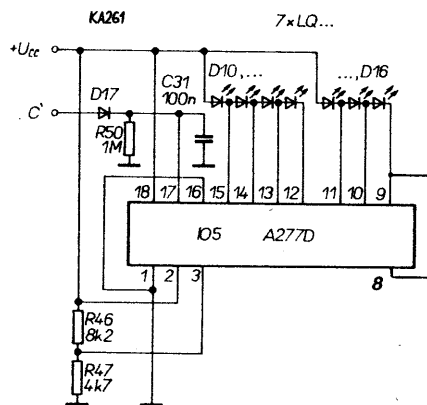 KA261 7×LQ...
+Ucc
D17 C31 D10,... ...,D16
100n
C'
R50
1M
18 17 16 15 14 13 12 11 10 9
IO5 A277D
1 2 3 8
R46
8k2
R47
4k7